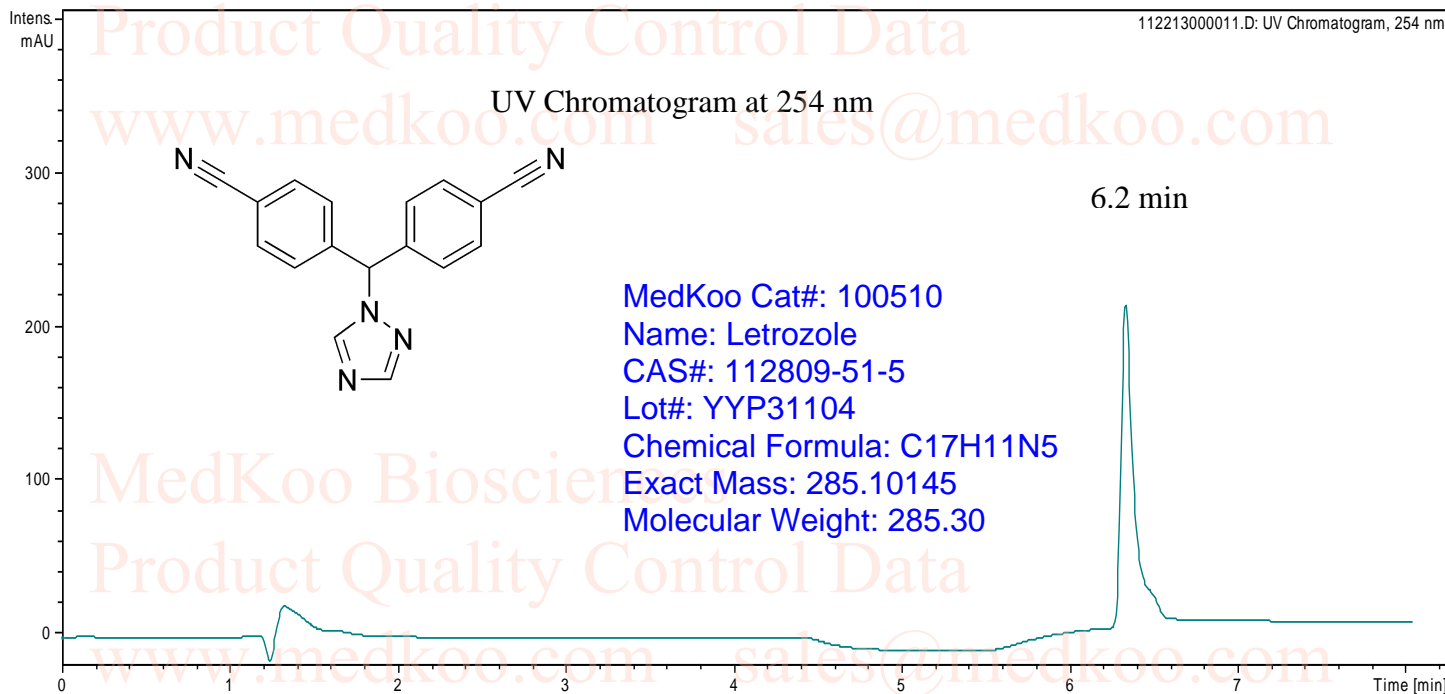 Intens.
mAU
112213000011.D: UV Chromatogram, 254 nm
Product Quality Control Data
UV Chromatogram at 254 nm
www.medkoo.com sales@medkoo.com
N
N
300
6.2 min
N
N
N
MedKoo Cat#: 100510
Name: Letrozole
CAS#: 112809-51-5
Lot#: YYP31104
Chemical Formula: C17H11N5
Exact Mass: 285.10145
Molecular Weight: 285.30
200
100
MedKoo Biosciences
Product Quality Control Data
0
www.medkoo.com sales@medkoo.com
0 1 2 3 4 5 6 7 Time [min]